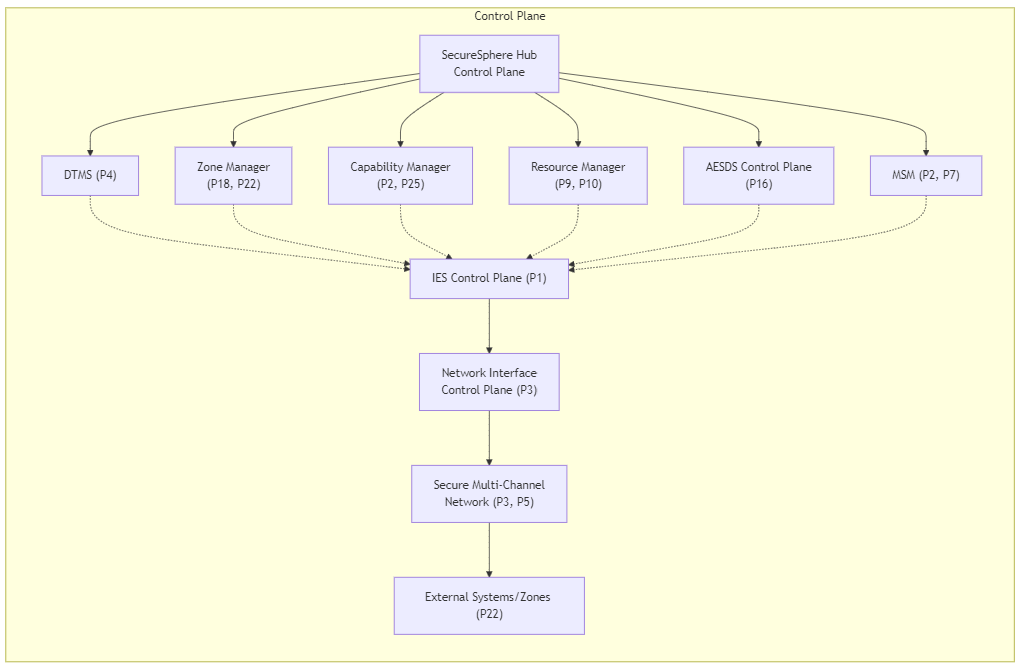 Control Plane
SecureSphere Hub
Control Plane
DTMS (P4)
Zone Manager
(P18, P22)
Capability Manager
(P2, P25)
Resource Manager
(P9, P10)
AESDS Control Plane
(P16)
MSM (P2, P7)
IES Control Plane (P1)
Network Interface
Control Plane (P3)
Secure Multi-Channel
Network (P3, P5)
External Systems/Zones
(P22)